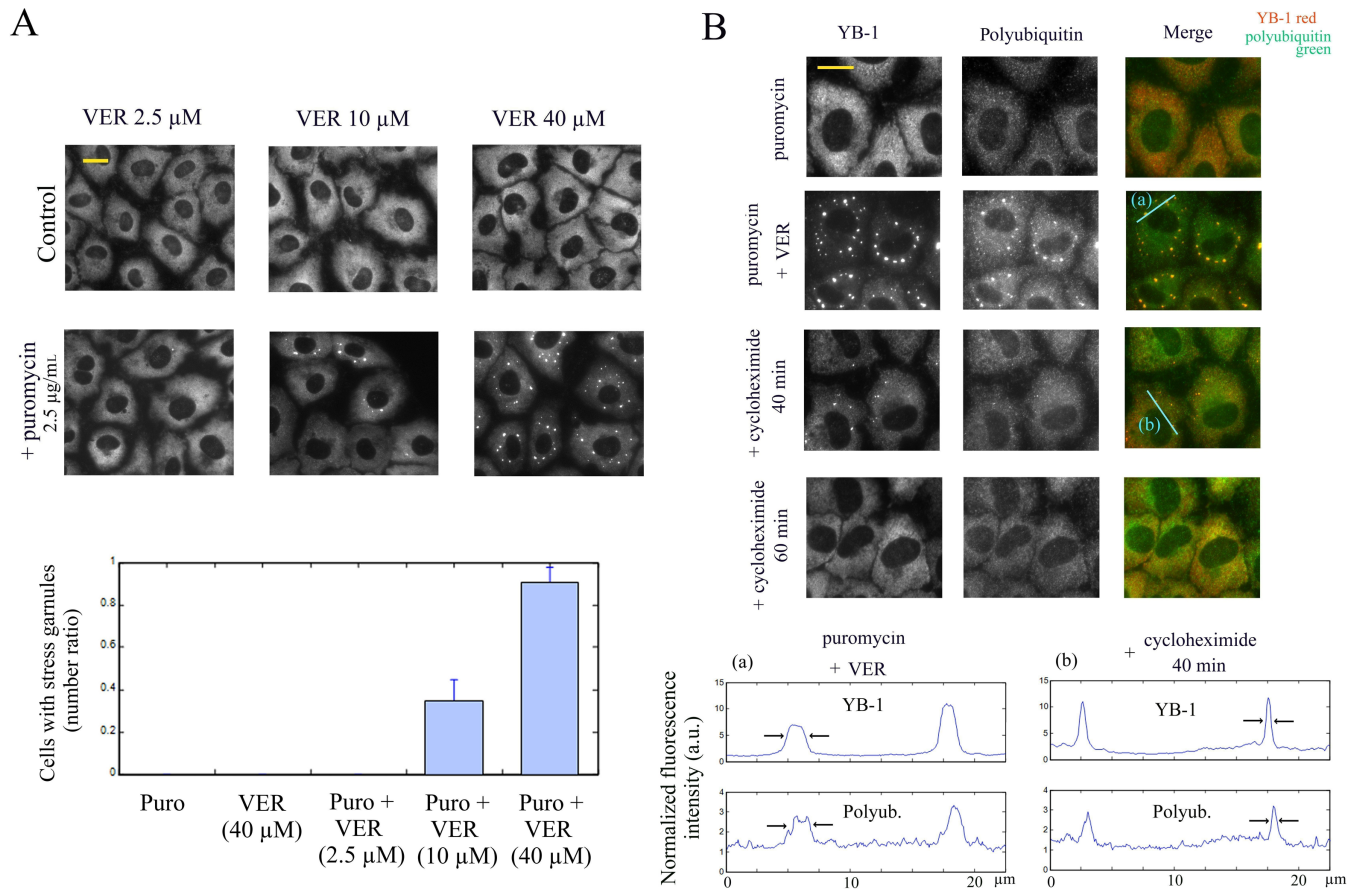 A
VER 2.5 µM
VER 10 µM
VER 40 µM
Control
+ puromycin
2.5 µg/mL
Cells with stress garnules
(number ratio)
1
0.8
0.6
0.4
0.2
0
Puro
VER
(40 µM)
Puro +
VER
(2.5 µM)
Puro +
VER
(10 µM)
Puro +
VER
(40 µM)
B
YB-1
Polyubiquitin
Merge
YB-1 red
polyubiquitin
green
puromycin
puromycin
+ VER
(a)
+ cycloheximide
40 min
(b)
+ cycloheximide
60 min
Normalized fluorescence
intensity (a.u.)
(a)
puromycin
+ VER
15
10
5
0
YB-1
4
3
2
1
0
Polyub.
0
10
20
µm
(b)
+ cycloheximide
40 min
15
10
5
0
YB-1
4
3
2
1
0
Polyub.
0
10
20
µm